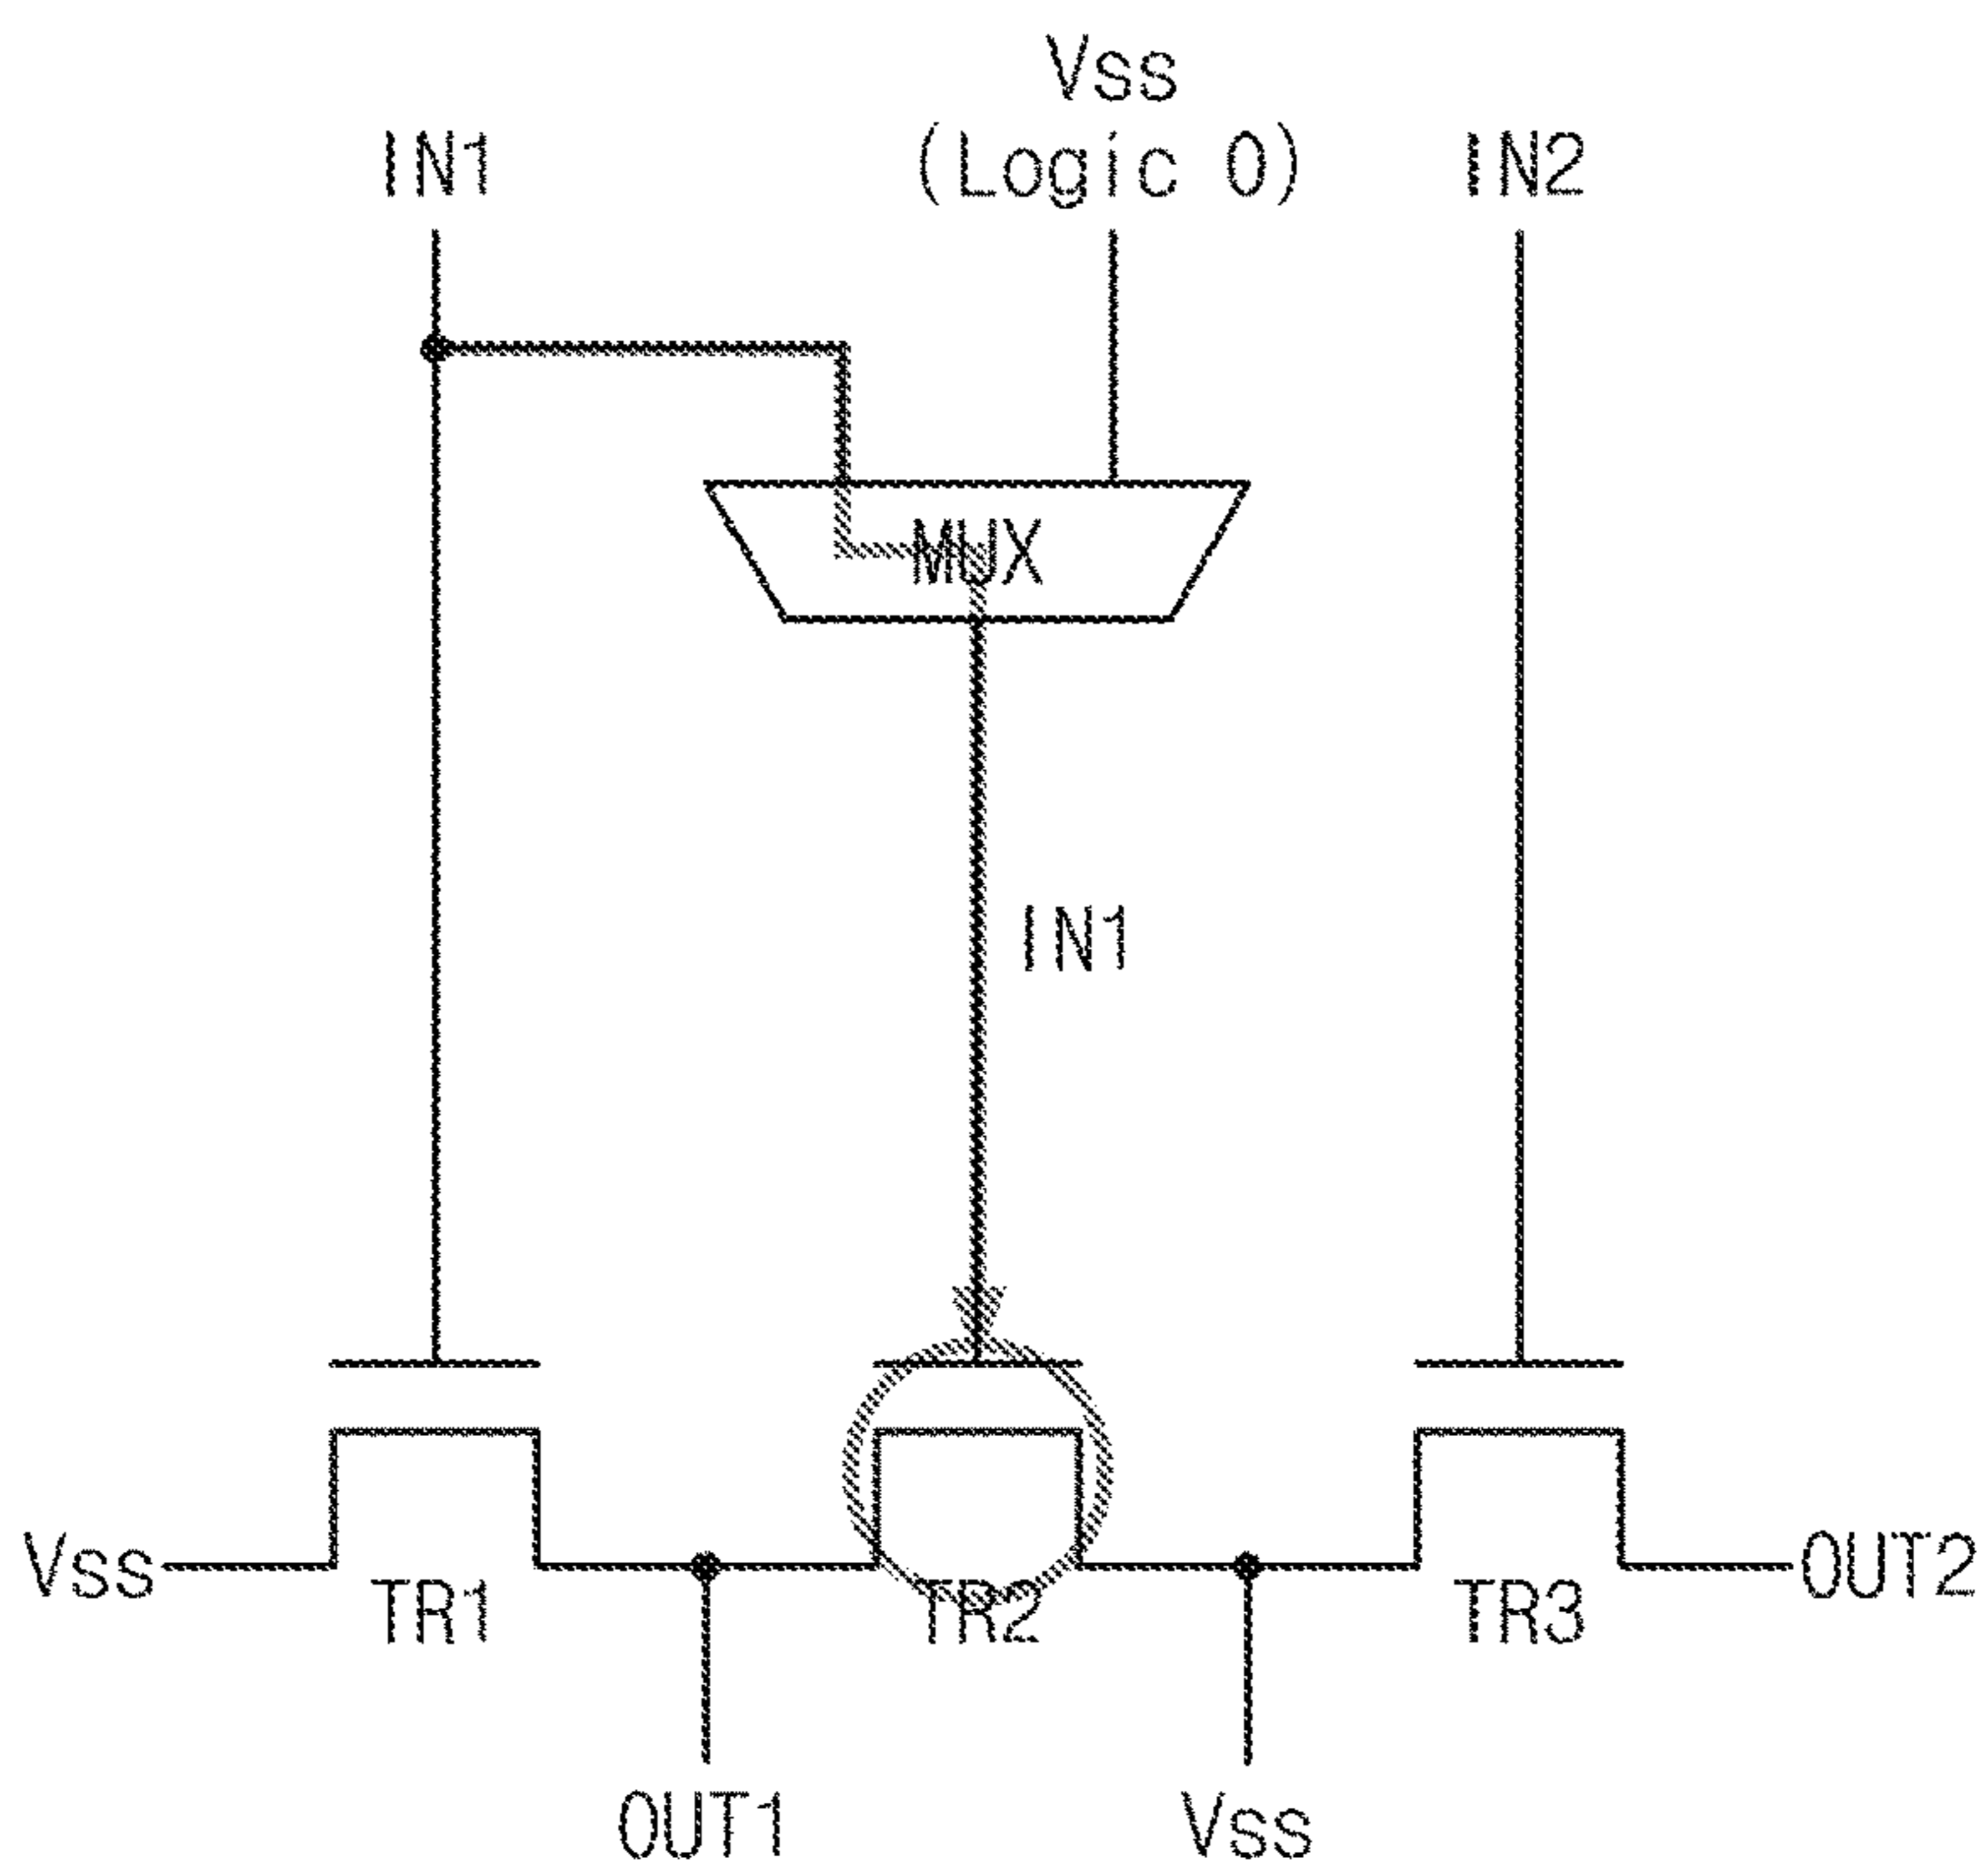 Vss
IN1 (Logic 0) IN2
MUX
IN1
Vss OUT2
TR1 TR2 TR3
OUT1 Vss